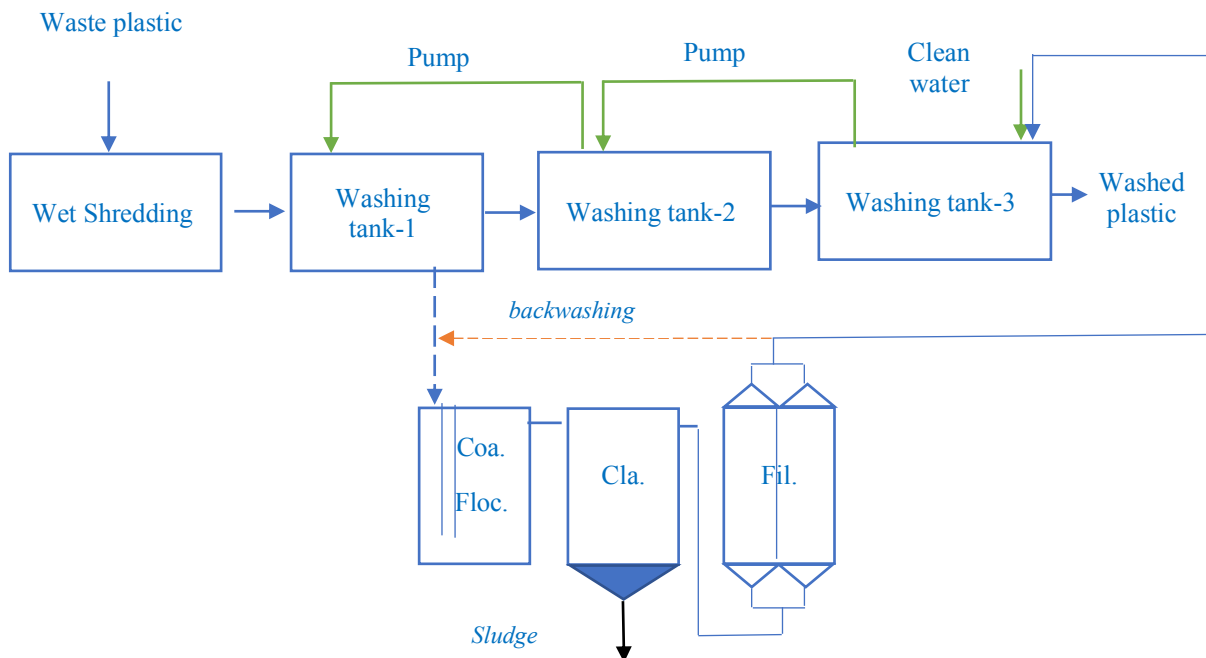 Waste plastic
Pump
Pump
Clean
water
Wet Shredding
Washing
tank-1
Washing tank-2
Washing tank-3
Washed
plastic
backwashing
Coa.
Floc.
Cla.
Fil.
Sludge